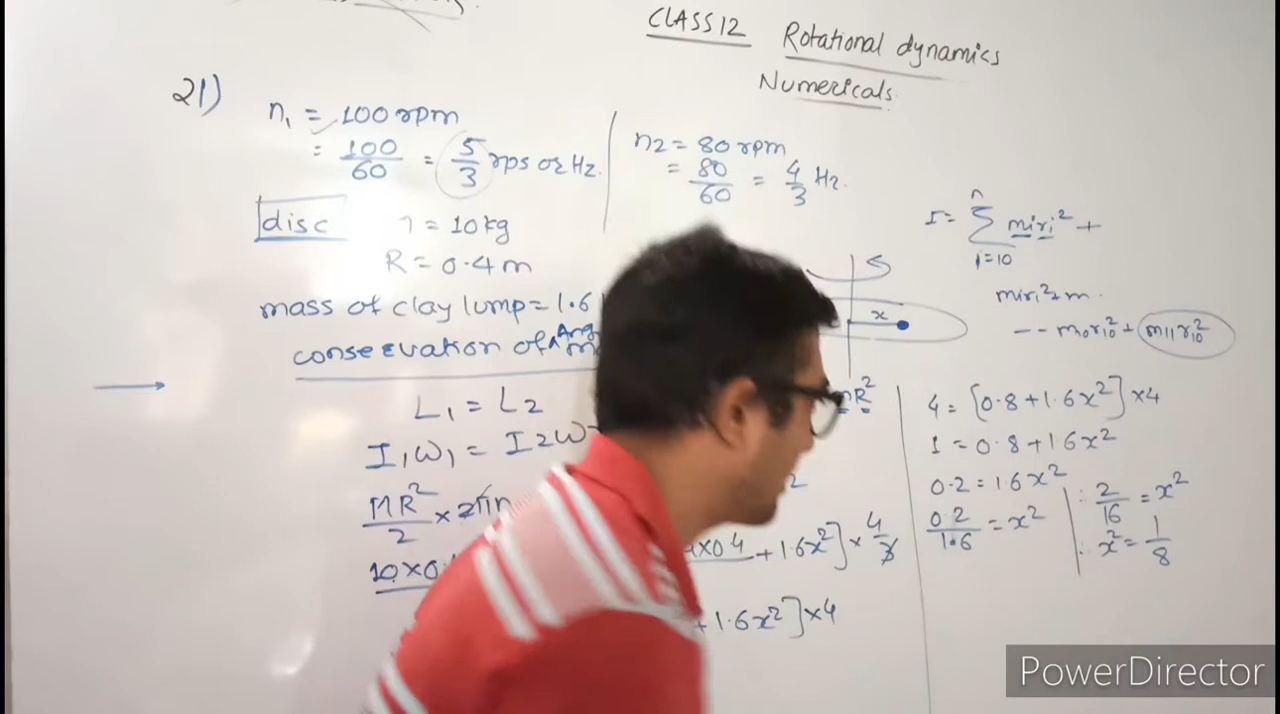 CLASS 12 Rotational dynamics
Numericals.
21)
n₁ = 100 rpm
= 100/60 = 5/3 rps or Hz.
disc
= 10 kg
R = 0.4 m
mass of clay lump = 1.6
conservation of Ang
L₁ = L₂
I₁ω₁ = I2ω
MR²/2 × 2πn
10×0.
n2 = 80 rpm
= 80/60 = 4/3 Hz.
x
R²
×0.4 + 1.6x²] × 4/3
+ 1.6x²] × 4
I = Σ miri² +
n
i=10
miri²+m.
-- m₀r₁₀² + m₁₁r₁₀²
4 = [0.8 + 1.6x²] × 4
1 = 0.8 + 1.6x²
0.2 = 1.6x²
0.2/1.6 = x²
∴ 2/16 = x²
∴ x² = 1/8
PowerDirector